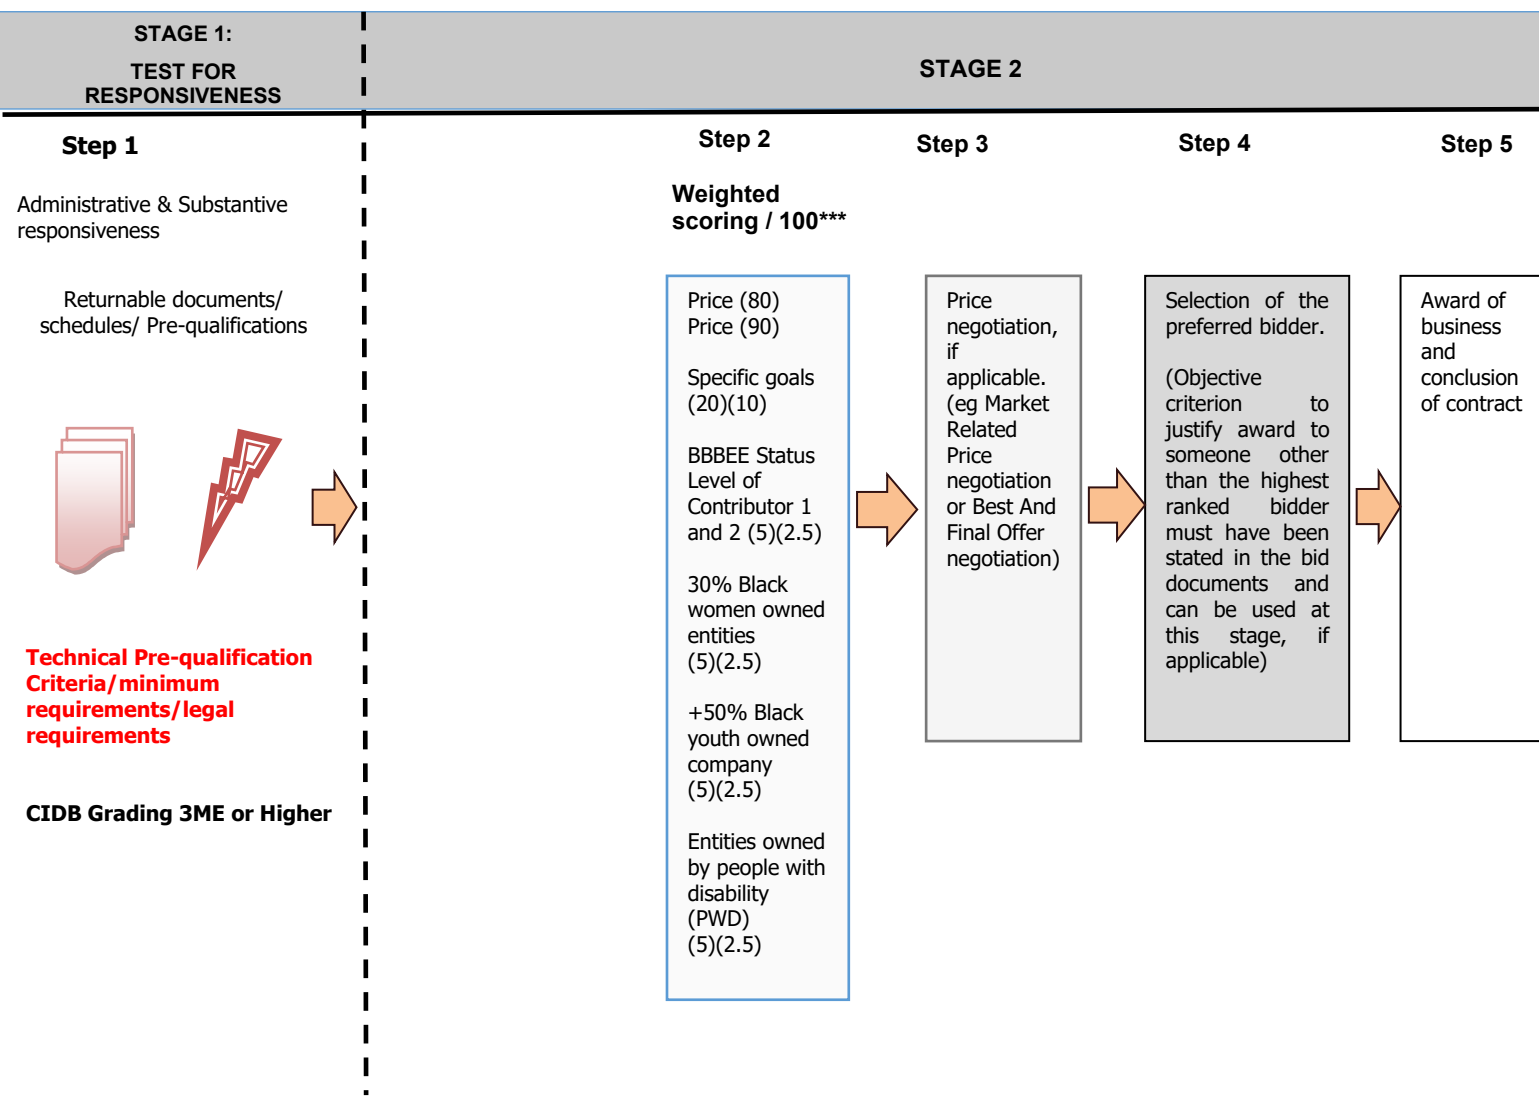 STAGE 1:
TEST FOR
RESPONSIVENESS
STAGE 2
Step 1
Administrative & Substantive
responsiveness
Returnable documents/
schedules/ Pre-qualifications
Technical Pre-qualification
Criteria/minimum
requirements/legal
requirements
CIDB Grading 3ME or Higher
Step 2
Weighted
scoring / 100***
Price (80)
Price (90)
Specific goals
(20)(10)
BBBEE Status
Level of
Contributor 1
and 2 (5)(2.5)
30% Black
women owned
entities
(5)(2.5)
+50% Black
youth owned
company
(5)(2.5)
Entities owned
by people with
disability
(PWD)
(5)(2.5)
Step 3
Price
negotiation,
if
applicable.
(eg Market
Related
Price
negotiation
or Best And
Final Offer
negotiation)
Step 4
Selection of the
preferred bidder.
(Objective
criterion to
justify award to
someone other
than the highest
ranked bidder
must have been
stated in the bid
documents and
can be used at
this stage, if
applicable)
Step 5
Award of
business
and
conclusion
of contract